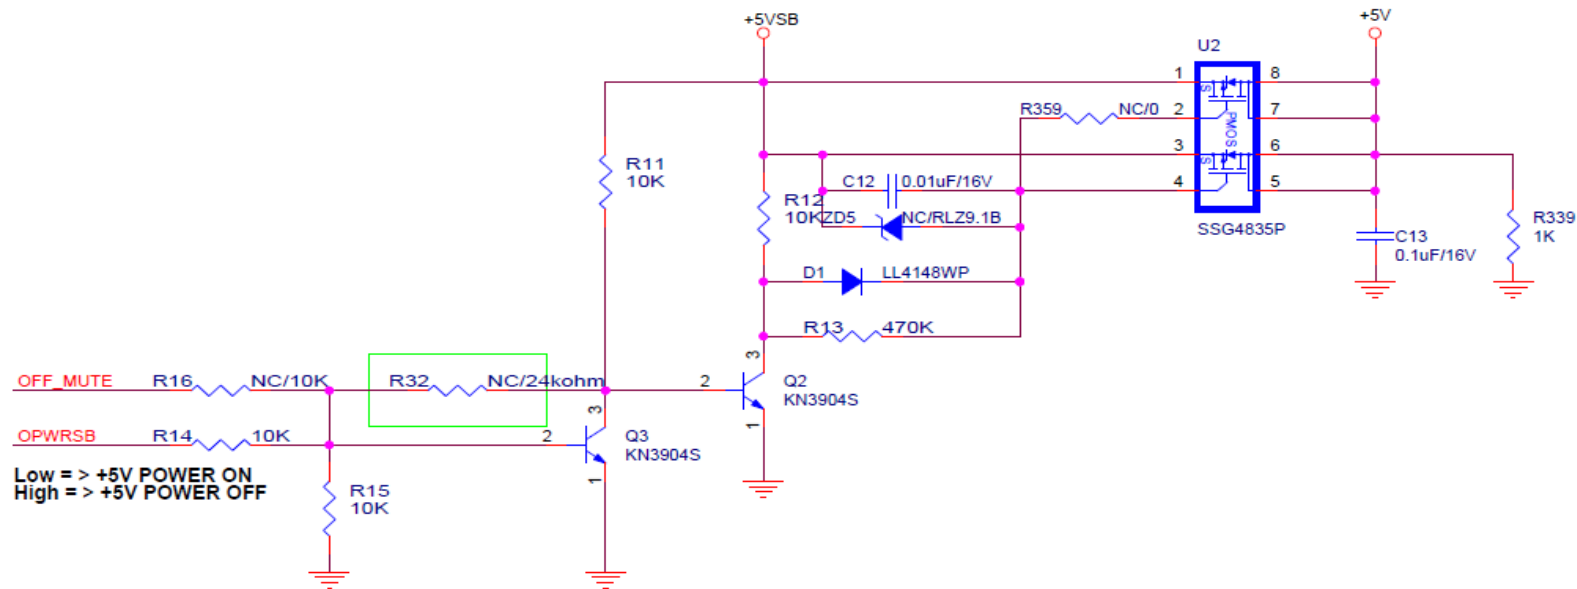 +5VSB
+5V
U2
1
8
R359
NC/0
2
7
PMOS
S
3
6
S
R11
10K
C12
0.01uF/16V
4
5
R12
10K
ZD5
NC/RLZ9.1B
SSG4835P
R339
1K
C13
0.1uF/16V
D1
LL4148WP
R13
470K
3
OFF_MUTE
R16
NC/10K
R32
NC/24kohm
2
Q2
KN3904S
3
1
OPWRSB
R14
10K
2
Q3
KN3904S
1
Low = > +5V POWER ON
High = > +5V POWER OFF
R15
10K